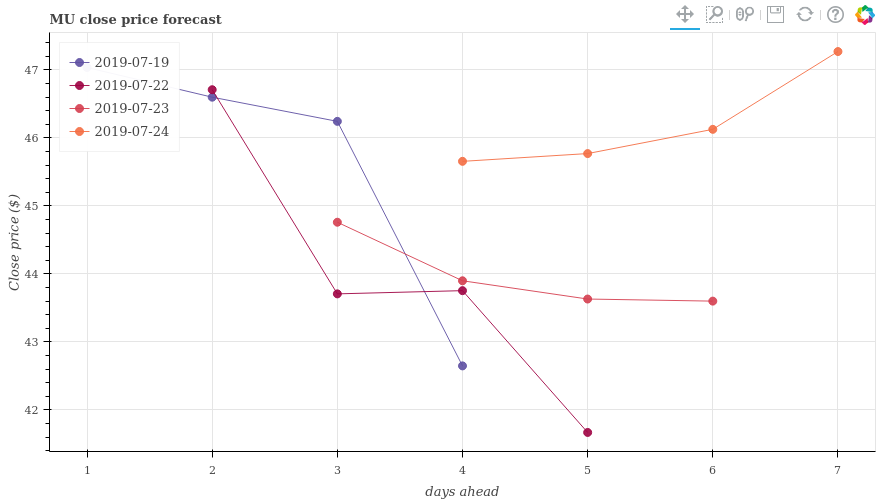 MU close price forecast
2019-07-19
2019-07-22
2019-07-23
2019-07-24
Close price ($)
47
46
45
44
43
42
1 2 3 4 5 6 7
days ahead